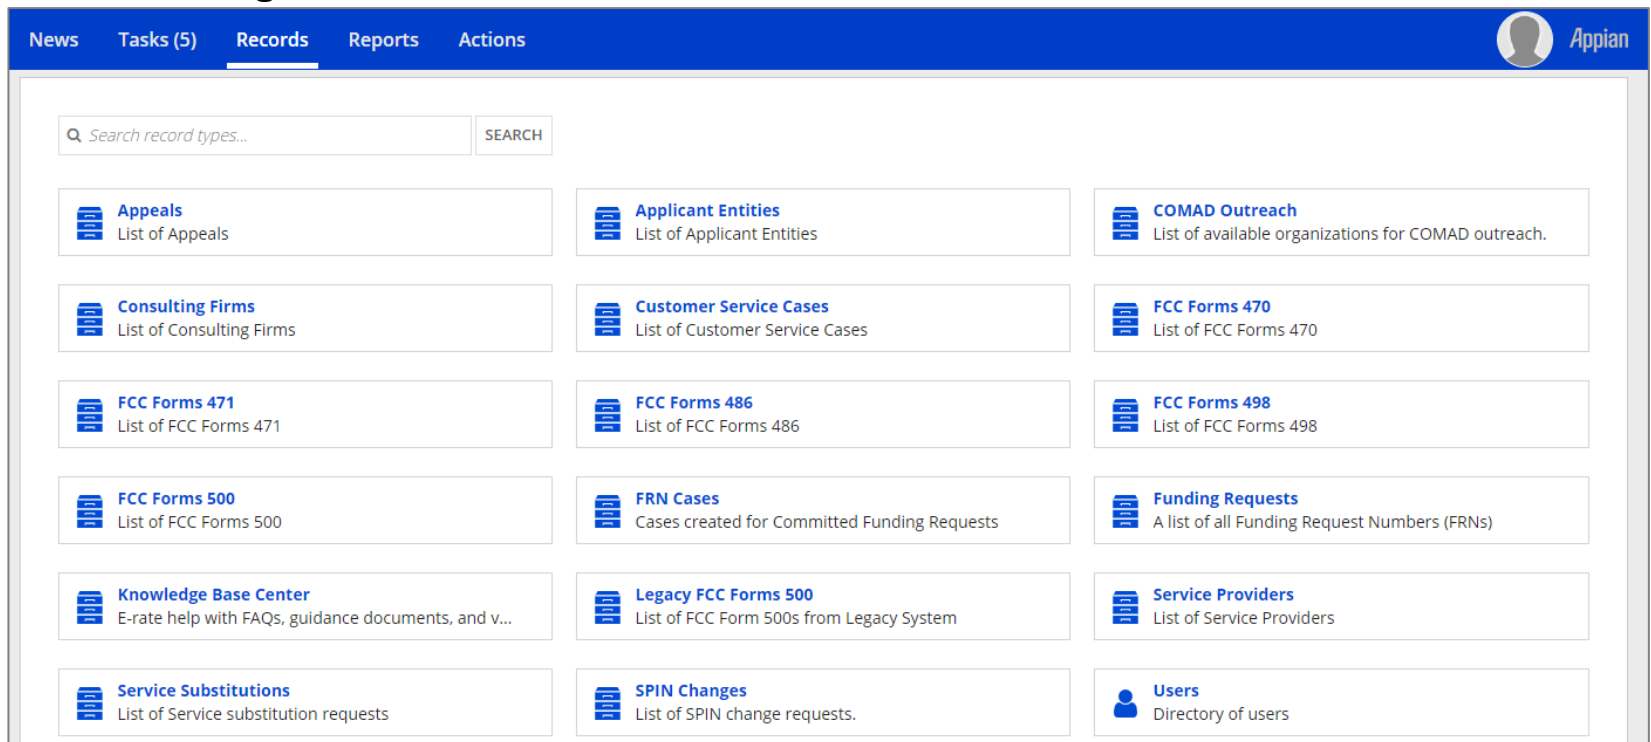 News Tasks (5) Records Reports Actions Appian
Search record types... SEARCH
Appeals
List of Appeals
Applicant Entities
List of Applicant Entities
COMAD Outreach
List of available organizations for COMAD outreach.
Consulting Firms
List of Consulting Firms
Customer Service Cases
List of Customer Service Cases
FCC Forms 470
List of FCC Forms 470
FCC Forms 471
List of FCC Forms 471
FCC Forms 486
List of FCC Forms 486
FCC Forms 498
List of FCC Forms 498
FCC Forms 500
List of FCC Forms 500
FRN Cases
Cases created for Committed Funding Requests
Funding Requests
A list of all Funding Request Numbers (FRNs)
Knowledge Base Center
E-rate help with FAQs, guidance documents, and v...
Legacy FCC Forms 500
List of FCC Form 500s from Legacy System
Service Providers
List of Service Providers
Service Substitutions
List of Service substitution requests
SPIN Changes
List of SPIN change requests.
Users
Directory of users